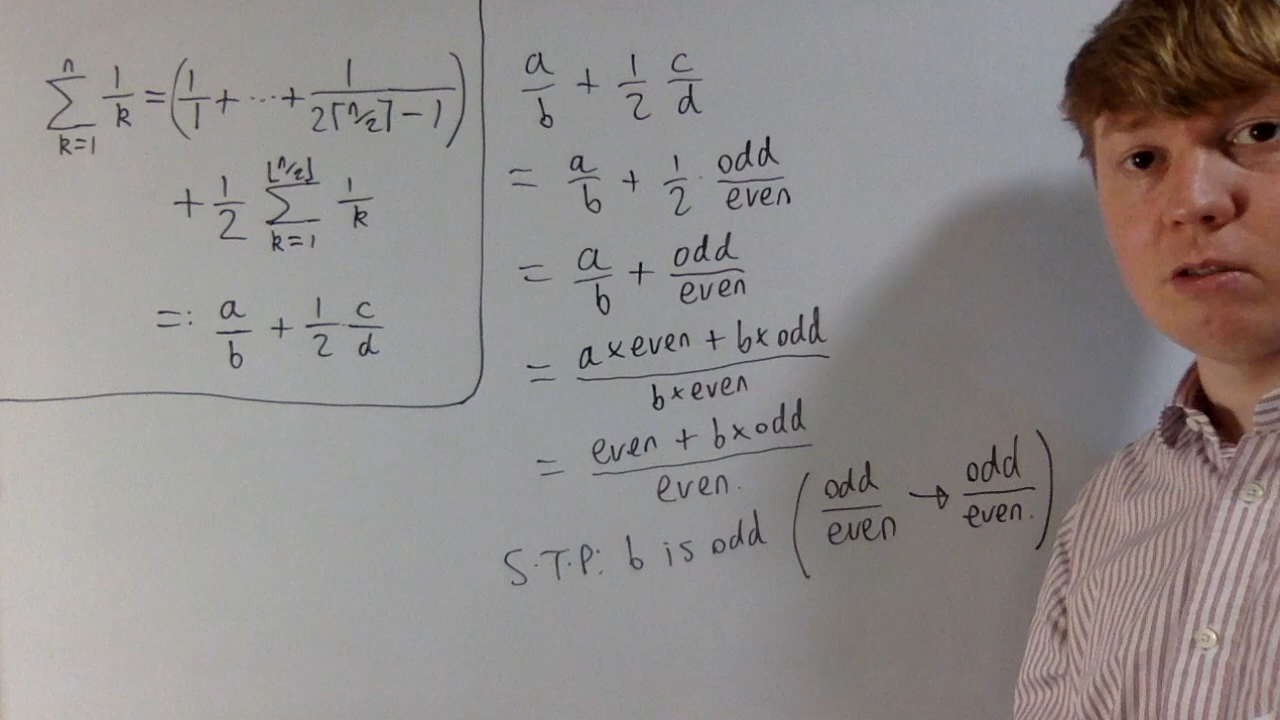 ∑_{k=1}^{n} 1/k = (1/1 + ⋯ + 1/(2⌈n/2⌉ − 1))
+ 1/2 ∑_{k=1}^{⌊n/2⌋} 1/k
=: a/b + 1/2 · c/d
a/b + 1/2 c/d
= a/b + 1/2 · odd/even
= a/b + odd/even
= (a × even + b × odd)/(b × even)
= (even + b × odd)/even.
S.T.P: b is odd (odd/even → odd/even.)